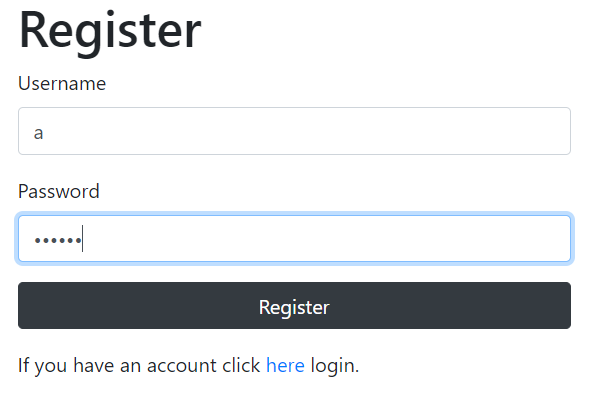 Register
Username
a
Password
••••••
Register
If you have an account click here login.